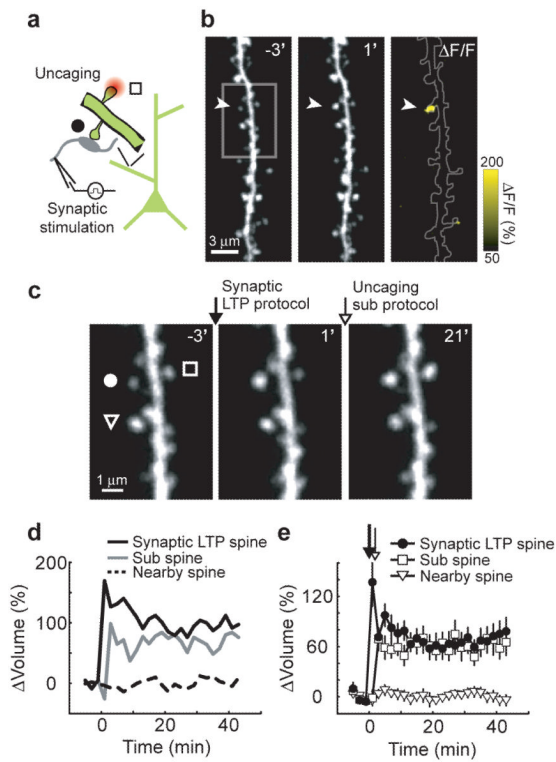 a
Uncaging
Synaptic
stimulation
b
-3’
1’
ΔF/F
3 μm
200
50
ΔF/F (%)
c
Synaptic
LTP protocol
Uncaging
sub protocol
-3’
1’
21’
1 μm
d
Synaptic LTP spine
Sub spine
Nearby spine
ΔVolume (%)
200
100
0
0
20
40
Time (min)
e
Synaptic LTP spine
Sub spine
Nearby spine
ΔVolume (%)
120
60
0
0
20
40
Time (min)